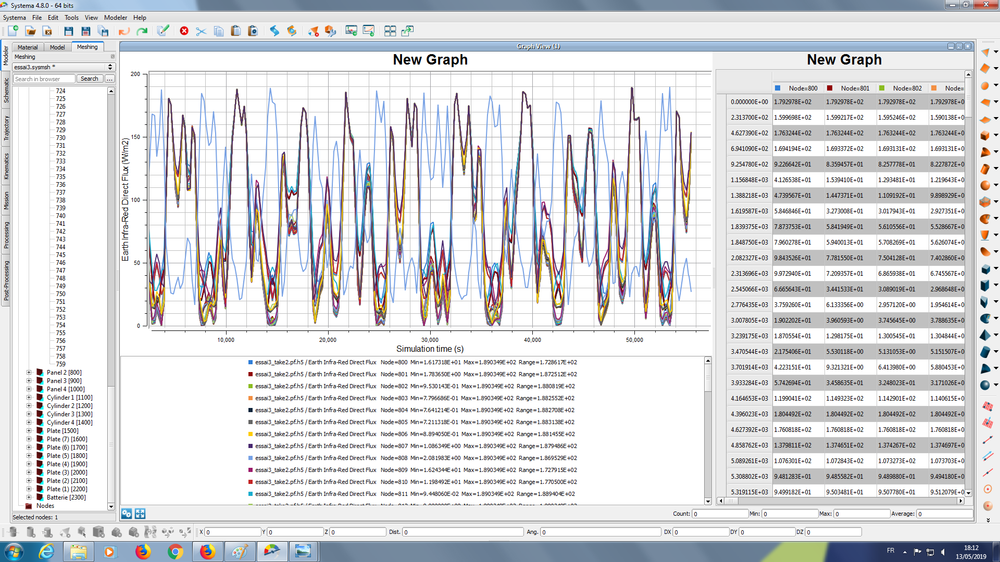 Systema 4.8.0 - 64 bits
Systema File Edit Tools View Modeler Help
Material Model Meshing
Meshing
essai3.sysmsh *
Search in browser Search ...
724
725
726
727
728
729
730
731
732
733
734
735
736
737
738
739
740
741
742
743
744
745
746
747
748
749
750
751
752
753
754
755
756
757
758
759
Panel 2 [800]
Panel 3 [900]
Panel 4 [1000]
Cylinder 1 [1100]
Cylinder 2 [1200]
Cylinder 3 [1300]
Cylinder 4 [1400]
Plate [1500]
Plate (7) [1600]
Plate (6) [1700]
Plate (5) [1800]
Plate (4) [1900]
Plate (3) [2000]
Plate (2) [2100]
Plate (1) [2200]
Batterie [2300]
Nodes
Selected nodes: 1
Modeler
Schematic
Trajectory
Kinematics
Mission
Processing
Post-Processing
Graph View (1)
New Graph
Earth Infra-Red Direct Flux (W/m2)
200
150
100
50
0
10,000 20,000 30,000 40,000 50,000
Simulation time (s)
essai3_take2.pf.h5 / Earth Infra-Red Direct Flux Node=800 Min=1.617318E+01 Max=1.890349E+02 Range=1.728617E+02
essai3_take2.pf.h5 / Earth Infra-Red Direct Flux Node=801 Min=1.783650E+00 Max=1.890349E+02 Range=1.872512E+02
essai3_take2.pf.h5 / Earth Infra-Red Direct Flux Node=802 Min=9.530143E-01 Max=1.890349E+02 Range=1.880819E+02
essai3_take2.pf.h5 / Earth Infra-Red Direct Flux Node=803 Min=7.796686E-01 Max=1.890349E+02 Range=1.882552E+02
essai3_take2.pf.h5 / Earth Infra-Red Direct Flux Node=804 Min=7.641214E-01 Max=1.890349E+02 Range=1.882708E+02
essai3_take2.pf.h5 / Earth Infra-Red Direct Flux Node=805 Min=7.211318E-01 Max=1.890349E+02 Range=1.883138E+02
essai3_take2.pf.h5 / Earth Infra-Red Direct Flux Node=806 Min=8.894050E-01 Max=1.890349E+02 Range=1.881455E+02
essai3_take2.pf.h5 / Earth Infra-Red Direct Flux Node=807 Min=1.086349E+00 Max=1.890349E+02 Range=1.879486E+02
essai3_take2.pf.h5 / Earth Infra-Red Direct Flux Node=808 Min=2.081983E+00 Max=1.890349E+02 Range=1.869529E+02
essai3_take2.pf.h5 / Earth Infra-Red Direct Flux Node=809 Min=1.624344E+01 Max=1.890349E+02 Range=1.727915E+02
essai3_take2.pf.h5 / Earth Infra-Red Direct Flux Node=810 Min=1.198492E+01 Max=1.890349E+02 Range=1.770500E+02
essai3_take2.pf.h5 / Earth Infra-Red Direct Flux Node=811 Min=9.448060E-02 Max=1.890349E+02 Range=1.889404E+02
New Graph
Node=800 Node=801 Node=802 Node=
0.000000E+00 1.792978E+02 1.792978E+02 1.792978E+02 1.792978E+0
2.313700E+02 1.599698E+02 1.599217E+02 1.595246E+02 1.590138E+0
4.627390E+02 1.763244E+02 1.763244E+02 1.763244E+02 1.763244E+0
6.941090E+02 1.694194E+02 1.693372E+02 1.693131E+02 1.693131E+0
9.254780E+02 9.226642E+01 8.359457E+01 8.257778E+01 8.227872E+0
1.156848E+03 4.126538E+01 1.539410E+01 1.293481E+01 1.219643E+0
1.388218E+03 4.739567E+01 1.447371E+01 1.109192E+01 9.898929E+0
1.619587E+03 5.846846E+01 3.273008E+01 3.017943E+01 2.927351E+0
1.839375E+03 7.873753E+01 5.841949E+01 5.610556E+01 5.528667E+0
1.848750E+03 7.960278E+01 5.940013E+01 5.708269E+01 5.626074E+0
2.082327E+03 9.843526E+01 7.781550E+01 7.504128E+01 7.402860E+0
2.313696E+03 9.972940E+01 7.209357E+01 6.865938E+01 6.745567E+0
2.545066E+03 6.665643E+01 3.441533E+01 3.089019E+01 2.968648E+0
2.776435E+03 3.759260E+01 6.133356E+00 2.957120E+00 1.954614E+0
3.007805E+03 1.902202E+01 3.960593E+00 3.745645E+00 3.788635E+0
3.239175E+03 1.870554E+01 1.298175E+01 1.300545E+01 1.304844E+0
3.470544E+03 2.175406E+01 5.530118E+00 5.131053E+00 5.151507E+0
3.701914E+03 4.223151E+01 9.321321E+00 6.413980E+00 5.880453E+0
3.933284E+03 5.742694E+01 3.458635E+01 3.248023E+01 3.171026E+0
4.164653E+03 1.199041E+02 1.149323E+02 1.142901E+02 1.140615E+0
4.396023E+03 1.804492E+02 1.804492E+02 1.804492E+02 1.804492E+0
4.627392E+03 1.760818E+02 1.760818E+02 1.760818E+02 1.760818E+0
4.858762E+03 1.379811E+02 1.374651E+02 1.374267E+02 1.374697E+0
5.089261E+03 1.076301E+02 1.072843E+02 1.073273E+02 1.073703E+0
5.308802E+03 9.481283E+01 9.485582E+01 9.489880E+01 9.494180E+0
5.319115E+03 9.499182E+01 9.503481E+01 9.507780E+01 9.512079E+0
Count: 0 Min: 0 Max: 0 Average: 0
X 0 Y 0 Z 0 Dist. 0 Ang. 0 DX 0 DY 0 DZ 0
FR
18:12
13/05/2019